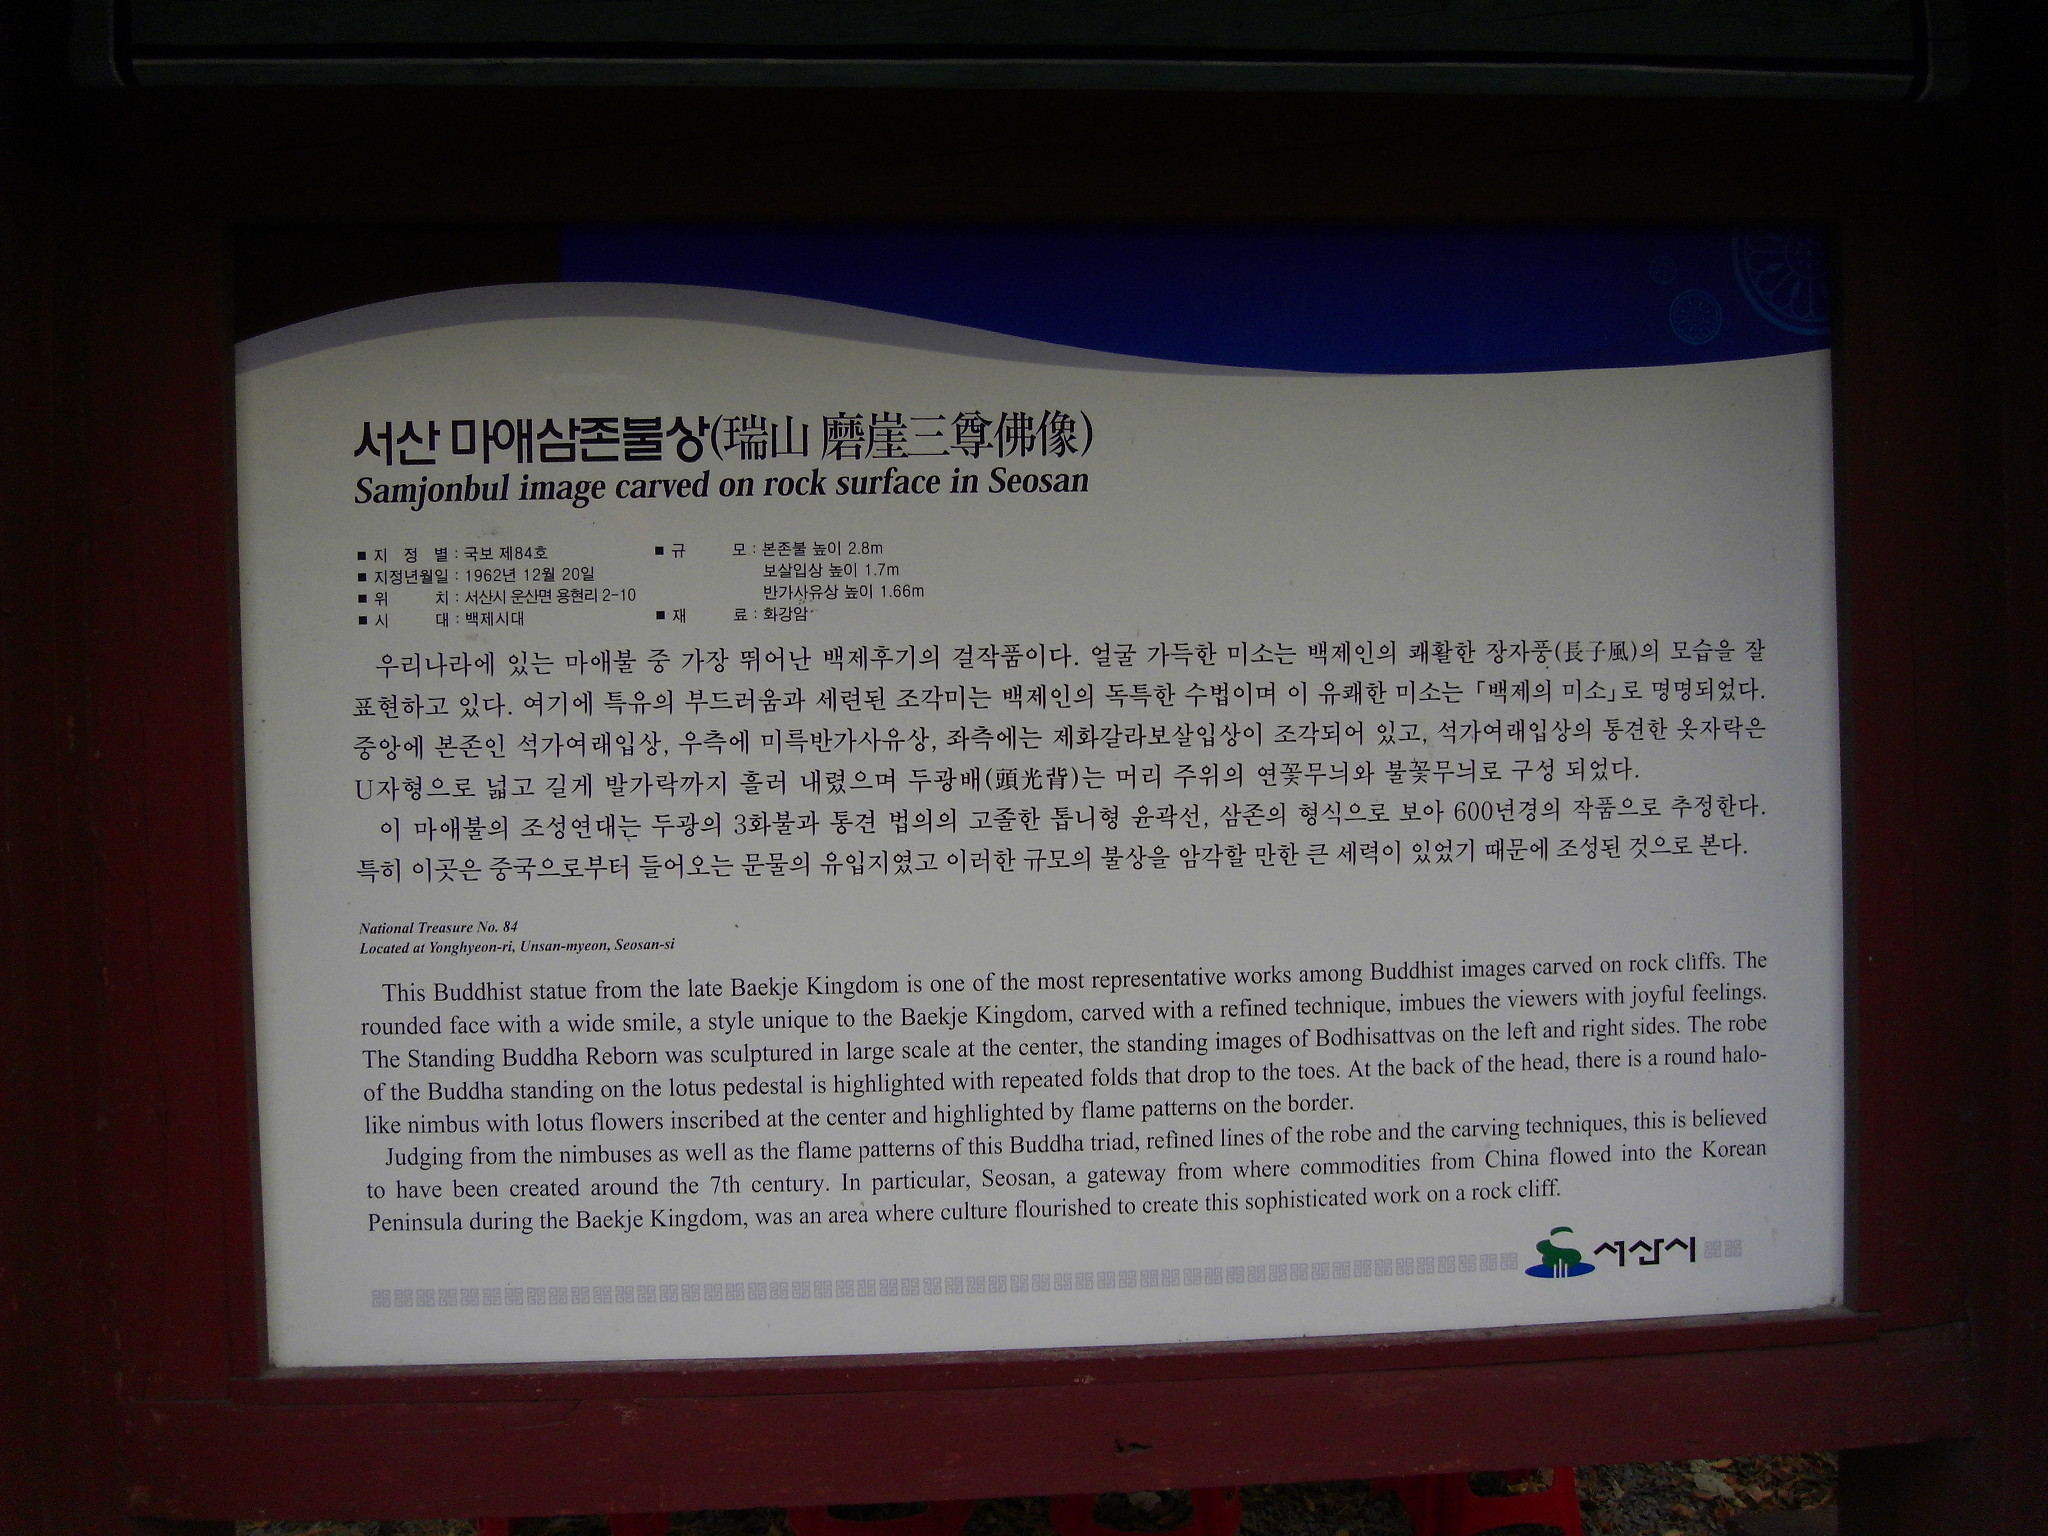 서산 마애삼존불상(瑞山 磨崖三尊佛像)
Samjonbul image carved on rock surface in Seosan
■ 지 정 별 : 국보 제84호
■ 지정년월일 : 1962년 12월 20일
■ 위 치 : 서산시 운산면 용현리 2-10
■ 시 대 : 백제시대
■ 규 모 : 본존불 높이 2.8m
보살입상 높이 1.7m
반가사유상 높이 1.66m
■ 재 료 : 화강암
우리나라에 있는 마애불 중 가장 뛰어난 백제후기의 걸작품이다. 얼굴 가득한 미소는 백제인의 쾌활한 장자풍(長子風)의 모습을 잘
표현하고 있다. 여기에 특유의 부드러움과 세련된 조각미는 백제인의 독특한 수법이며 이 유쾌한 미소는 「백제의 미소」로 명명되었다.
중앙에 본존인 석가여래입상, 우측에 미륵반가사유상, 좌측에는 제화갈라보살입상이 조각되어 있고, 석가여래입상의 통견한 옷자락은
U자형으로 넓고 길게 발가락까지 흘러 내렸으며 두광배(頭光背)는 머리 주위의 연꽃무늬와 불꽃무늬로 구성 되었다.
이 마애불의 조성연대는 두광의 3화불과 통견 법의의 고졸한 톱니형 윤곽선, 삼존의 형식으로 보아 600년경의 작품으로 추정한다.
특히 이곳은 중국으로부터 들어오는 문물의 유입지였고 이러한 규모의 불상을 암각할 만한 큰 세력이 있었기 때문에 조성된 것으로 본다.
National Treasure No. 84
Located at Yonghyeon-ri, Unsan-myeon, Seosan-si
This Buddhist statue from the late Baekje Kingdom is one of the most representative works among Buddhist images carved on rock cliffs. The
rounded face with a wide smile, a style unique to the Baekje Kingdom, carved with a refined technique, imbues the viewers with joyful feelings.
The Standing Buddha Reborn was sculptured in large scale at the center, the standing images of Bodhisattvas on the left and right sides. The robe
of the Buddha standing on the lotus pedestal is highlighted with repeated folds that drop to the toes. At the back of the head, there is a round halo-
like nimbus with lotus flowers inscribed at the center and highlighted by flame patterns on the border.
Judging from the nimbuses as well as the flame patterns of this Buddha triad, refined lines of the robe and the carving techniques, this is believed
to have been created around the 7th century. In particular, Seosan, a gateway from where commodities from China flowed into the Korean
Peninsula during the Baekje Kingdom, was an area where culture flourished to create this sophisticated work on a rock cliff.
서산시